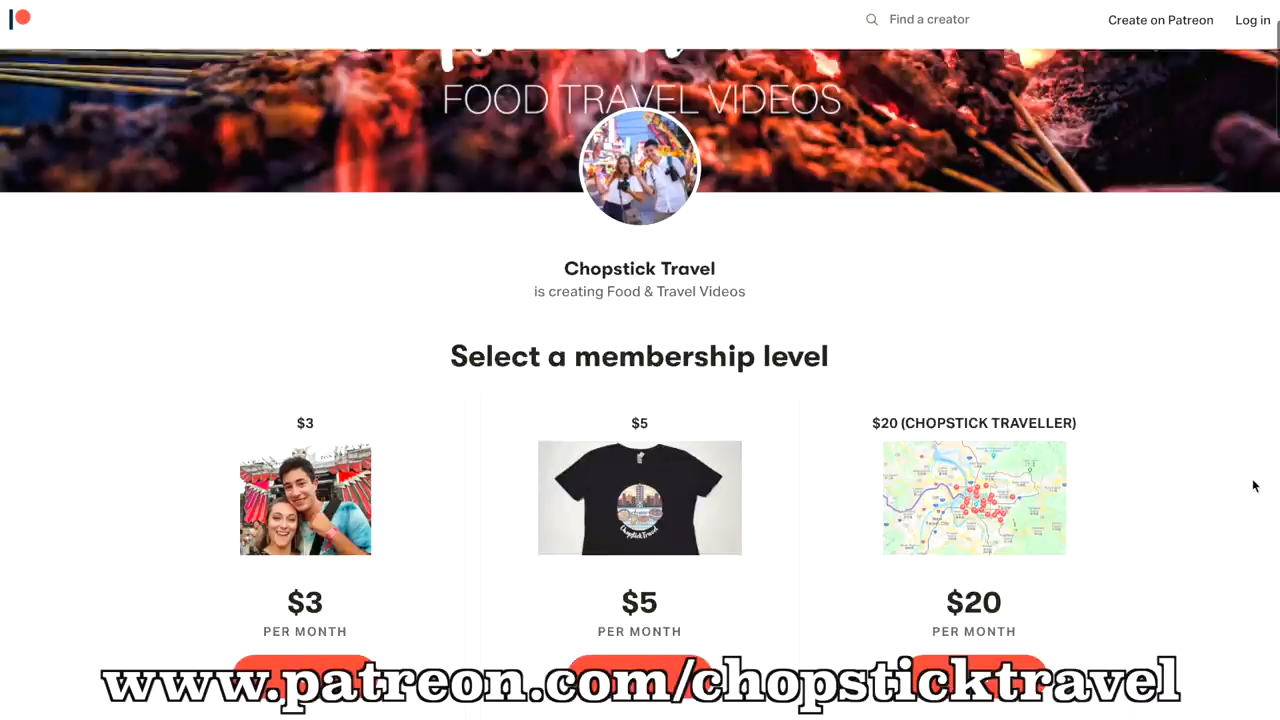 Find a creator
Create on Patreon
Log in
FOOD TRAVEL VIDEOS
Chopstick Travel
is creating Food & Travel Videos
Select a membership level
$3
$5
$20 (CHOPSTICK TRAVELLER)
Chopstick Travel
$3
$5
$20
PER MONTH
PER MONTH
PER MONTH
www.patreon.com/chopsticktravel